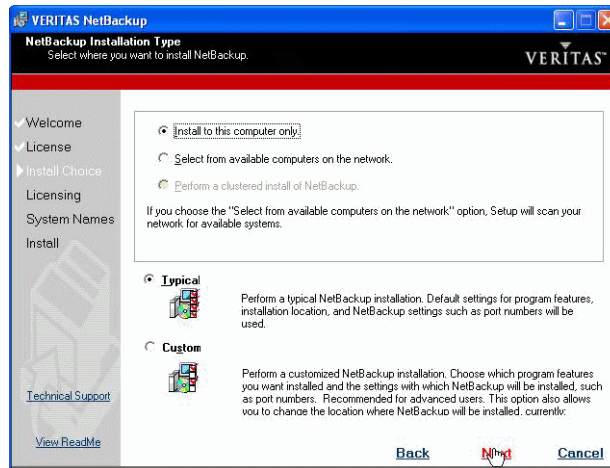 VERITAS NetBackup
NetBackup Installation Type
Select where you want to install NetBackup.
VERITAS
Welcome
License
Install Choice
Licensing
System Names
Install
Technical Support
View ReadMe
Install to this computer only.
Select from available computers on the network.
Perform a clustered install of NetBackup.
If you choose the "Select from available computers on the network" option, Setup will scan your
network for available systems.
Typical
Perform a typical NetBackup installation. Default settings for program features,
installation location, and NetBackup settings such as port numbers will be
used.
Custom
Perform a customized NetBackup installation. Choose which program features
you want installed and the settings with which NetBackup will be installed, such
as port numbers. Recommended for advanced users. This option also allows
you to change the location where NetBackup will be installed, currently:
Back
Next
Cancel